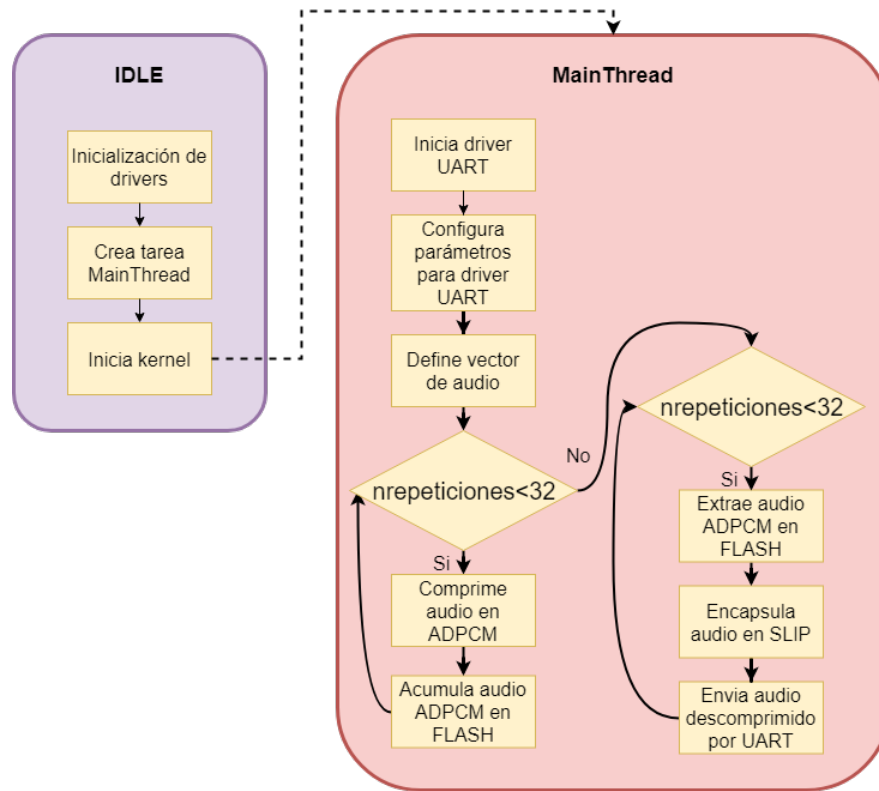 IDLE
Inicialización de
drivers
Crea tarea
MainThread
Inicia kernel
MainThread
Inicia driver
UART
Configura
parámetros
para driver
UART
Define vector
de audio
nrepeticiones<32
No
Si
Comprime
audio en
ADPCM
Acumula audio
ADPCM en
FLASH
nrepeticiones<32
Si
Extrae audio
ADPCM en
FLASH
Encapsula
audio en SLIP
Envia audio
descomprimido
por UART